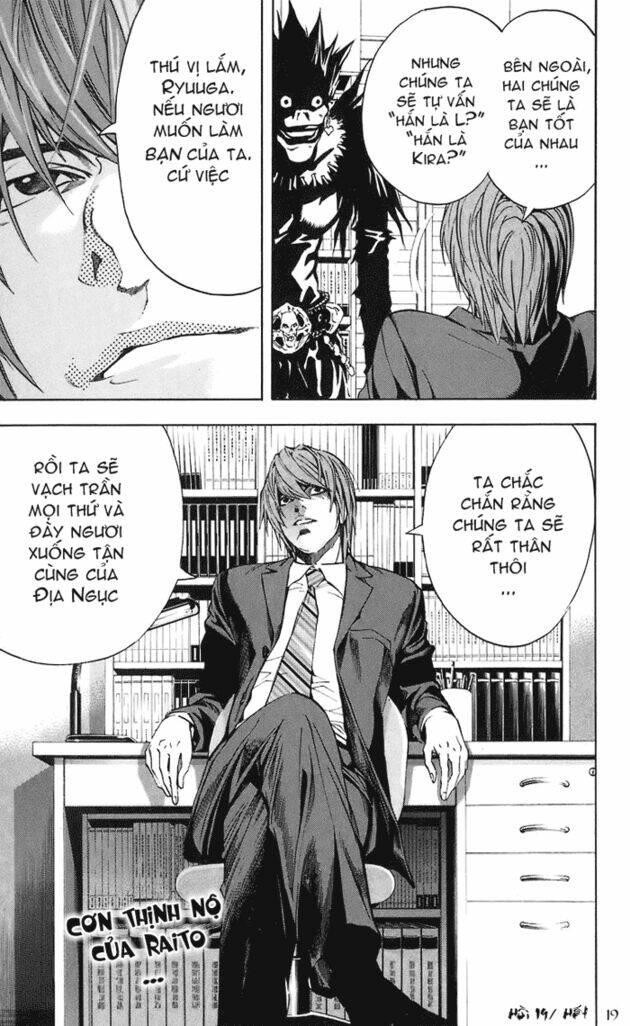 BÊN NGOÀI,
HAI CHÚNG
TA SẼ LÀ
BẠN TỐT
CỦA NHAU
...
NHƯNG
CHÚNG TA
SẼ TỰ VẤN
"HẮN LÀ L?"
"HẮN LÀ
KIRA?"
THÚ VỊ LẮM,
RYUUGA.
NẾU NGƯƠI
MUỐN LÀM
BẠN CỦA TA.
CỨ VIỆC
TA CHẮC
CHẮN RẰNG
CHÚNG TA SẼ
RẤT THÂN
THÔI
...
RỒI TA SẼ
VẠCH TRẦN
MỌI THỨ VÀ
ĐÀY NGƯƠI
XUỐNG TẬN
CÙNG CỦA
ĐỊA NGỤC
CƠN THỊNH NỘ
CỦA RAITO
...
Hồi 19/ Hết
19